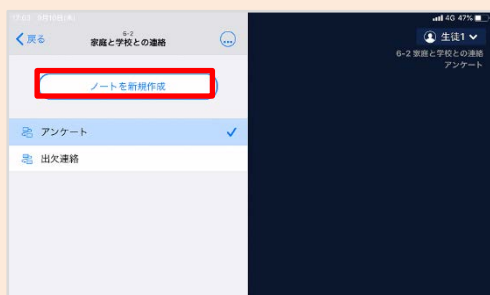 4G 47%
戻る
6-2
家庭と学校との連絡
生徒1
6-2 家庭と学校との連絡
アンケート
ノートを新規作成
アンケート
出欠連絡